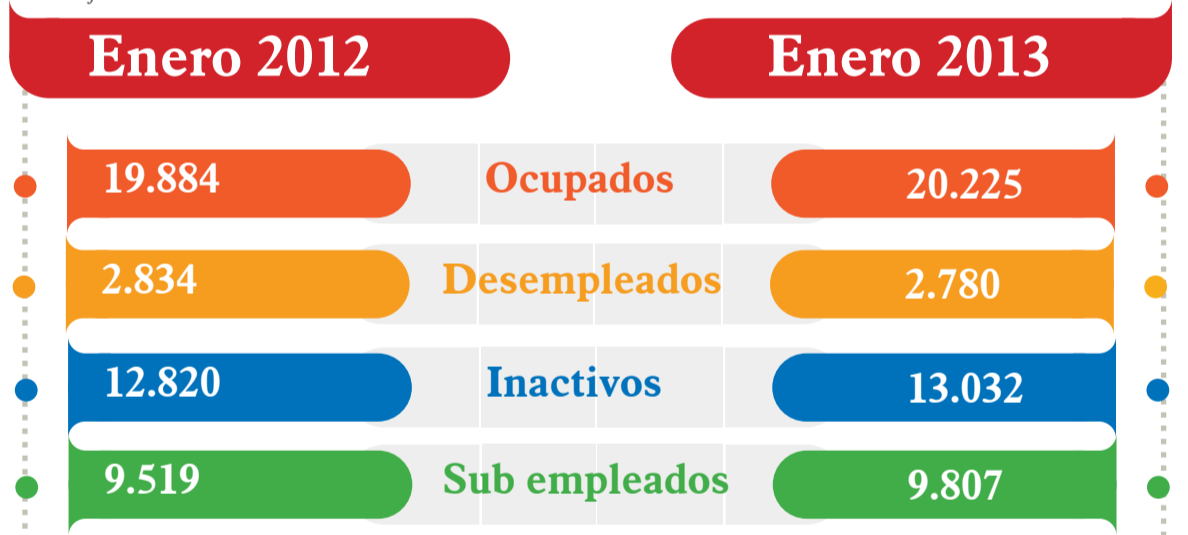 Enero 2012 Enero 2013
19.884 Ocupados 20.225
2.834 Desempleados 2.780
12.820 Inactivos 13.032
9.519 Sub empleados 9.807